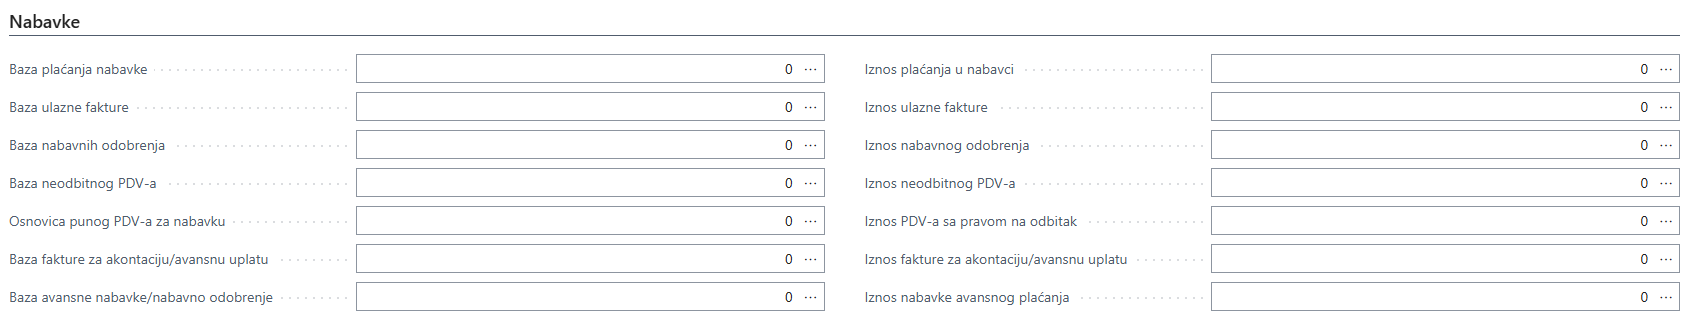 Nabavke
Baza plaćanja nabavke 0 ··· Iznos plaćanja u nabavci 0 ···
Baza ulazne fakture 0 ··· Iznos ulazne fakture 0 ···
Baza nabavnih odobrenja 0 ··· Iznos nabavnog odobrenja 0 ···
Baza neodbitnog PDV-a 0 ··· Iznos neodbitnog PDV-a 0 ···
Osnovica punog PDV-a za nabavku 0 ··· Iznos PDV-a sa pravom na odbitak 0 ···
Baza fakture za akontaciju/avansnu uplatu 0 ··· Iznos fakture za akontaciju/avansnu uplatu 0 ···
Baza avansne nabavke/nabavno odobrenje 0 ··· Iznos nabavke avansnog plaćanja 0 ···